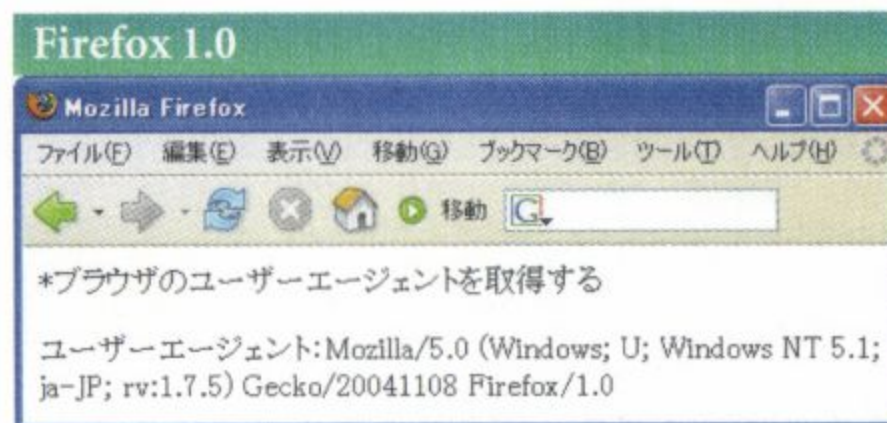 Firefox 1.0
Mozilla Firefox
ファイル(F) 編集(E) 表示(V) 移動(G) ブックマーク(B) ツール(T) ヘルプ(H)
移動 G
*ブラウザのユーザーエージェントを取得する
ユーザーエージェント:Mozilla/5.0 (Windows; U; Windows NT 5.1;
ja-JP; rv:1.7.5) Gecko/20041108 Firefox/1.0